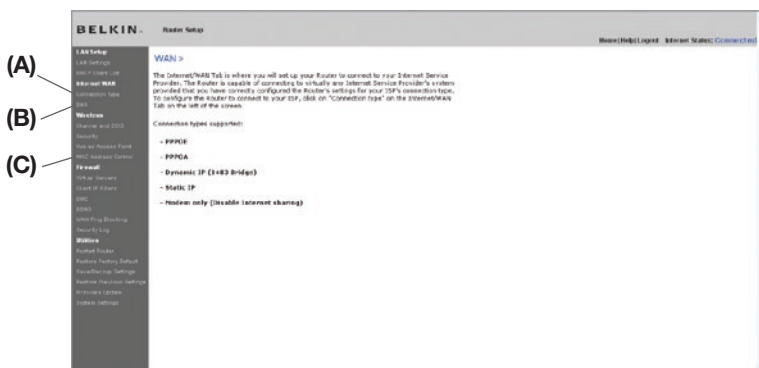 BELKIN.
Router Setup
Home|Help|Logout Internet Status: Connected
(A)
(B)
(C)
LAN Setup
LAN Settings
DHCP Client List
Internet WAN
Connection Type
DNS
Wireless
Channel and SSID
Security
Use as Access Point
MAC Address Control
Firewall
Virtual Servers
Client IP Filters
DMZ
DDNS
WAN Ping Blocking
Security Log
Utilities
Restart Router
Restore Factory Default
Save/Backup Settings
Restore Previous Settings
Firmware Update
System Settings
WAN >
The Internet/WAN Tab is where you will set up your Router to connect to your Internet Service
Provider. The Router is capable of connecting to virtually any Internet Service Provider's system
provided that you have correctly configured the Router's settings for your ISP's connection type.
To configure the Router to connect to your ISP, click on "Connection type" on the Internet/WAN
Tab on the left of the screen.
Connection types supported:
- PPPOE
- PPPOA
- Dynamic IP (1483 Bridge)
- Static IP
- Modem only (Disable Internet sharing)